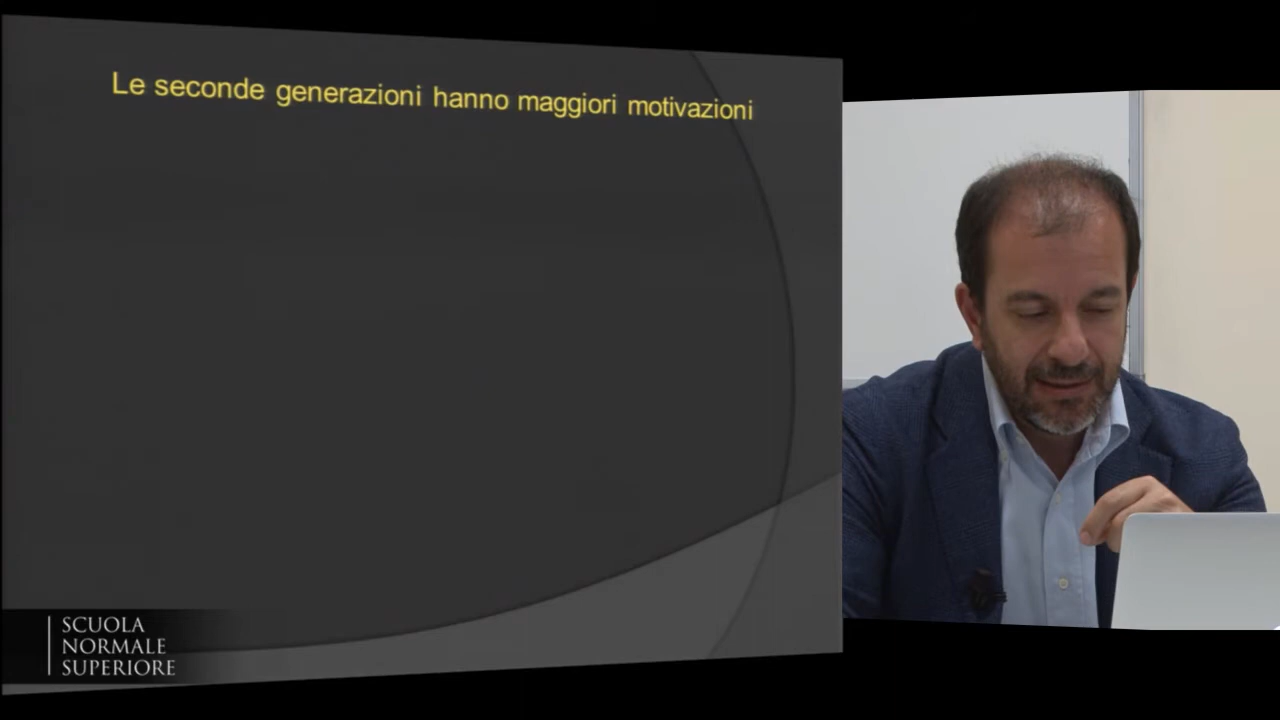 Le seconde generazioni hanno maggiori motivazioni
SCUOLA
NORMALE
SUPERIORE